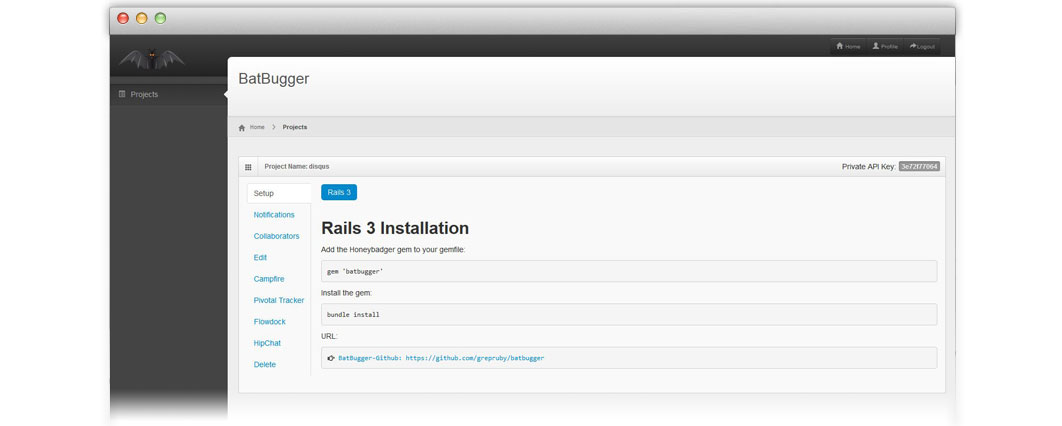 Home Profile Logout
BatBugger
Projects
Home Projects
Project Name: disqus Private API Key: 3e72f77064
Setup
Rails 3
Notifications
Collaborators
Edit
Campfire
Pivotal Tracker
Flowdock
HipChat
Delete
Rails 3 Installation
Add the Honeybadger gem to your gemfile:
gem 'batbugger'
Install the gem:
bundle install
URL:
BatBugger-Github: https://github.com/grepruby/batbugger